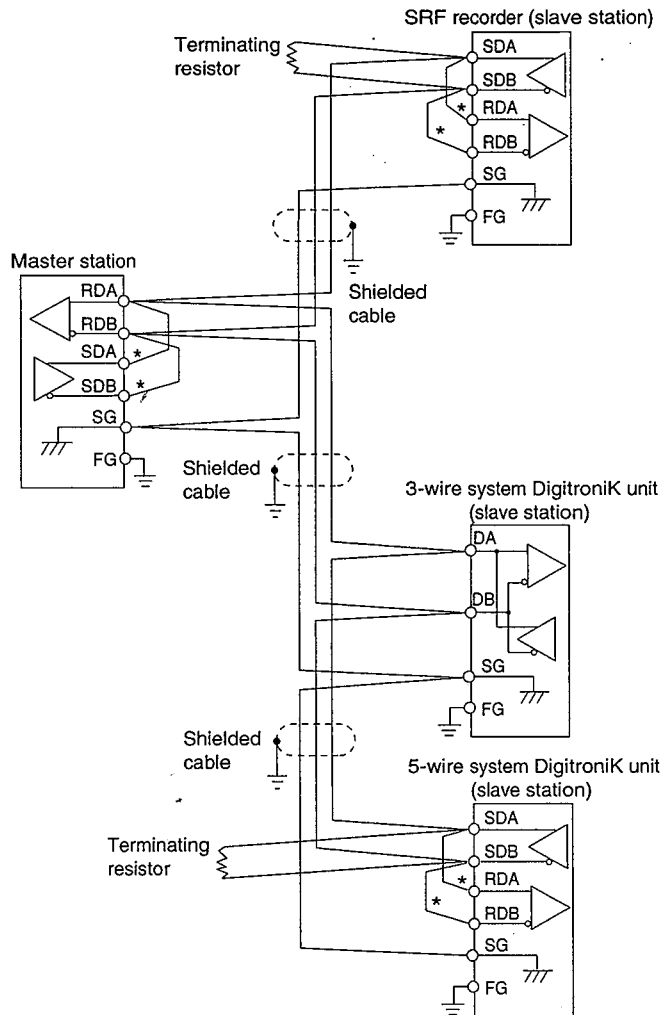 SRF recorder (slave station)
Terminating
resistor
SDA
SDB
RDA
*
*
RDB
SG
FG
Shielded
cable
Master station
RDA
RDB
SDA
*
SDB
*
SG
FG
Shielded
cable
3-wire system DigitroniK unit
(slave station)
DA
DB
SG
FG
Shielded
cable
5-wire system DigitroniK unit
(slave station)
Terminating
resistor
SDA
SDB
RDA
*
*
RDB
SG
FG